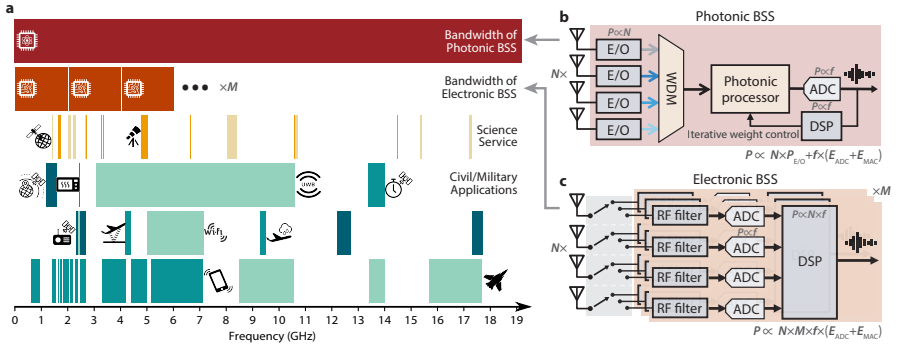 a
Bandwidth of
Photonic BSS
Bandwidth of
Electronic BSS
×M
Science
Service
Civil/Military
Applications
UWB
Wi-Fi
0 1 2 3 4 5 6 7 8 9 10 11 12 13 14 15 16 17 18 19
Frequency (GHz)
b
Photonic BSS
N×
P∝N
E/O
E/O
E/O
E/O
WDM
Photonic
processor
P∝f
ADC
P∝f
DSP
Iterative weight control
P ∝ N×P_E/O+f×(E_ADC+E_MAC)
c
Electronic BSS
×M
N×
RF filter
RF filter
RF filter
RF filter
ADC
P∝f
ADC
ADC
ADC
P∝N×f
DSP
P ∝ N×M×f×(E_ADC+E_MAC)